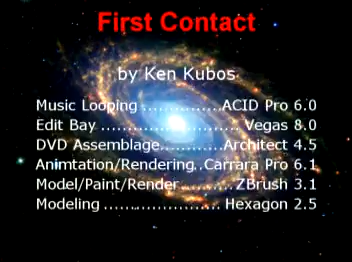 First Contact
by Ken Kubos
Music Looping ...............ACID Pro 6.0
Edit Bay .......................... Vegas 8.0
DVD Assemblage............Architect 4.5
Animtation/Rendering..Carrara Pro 6.1
Model/Paint/Render..........ZBrush 3.1
Modeling ...................... Hexagon 2.5